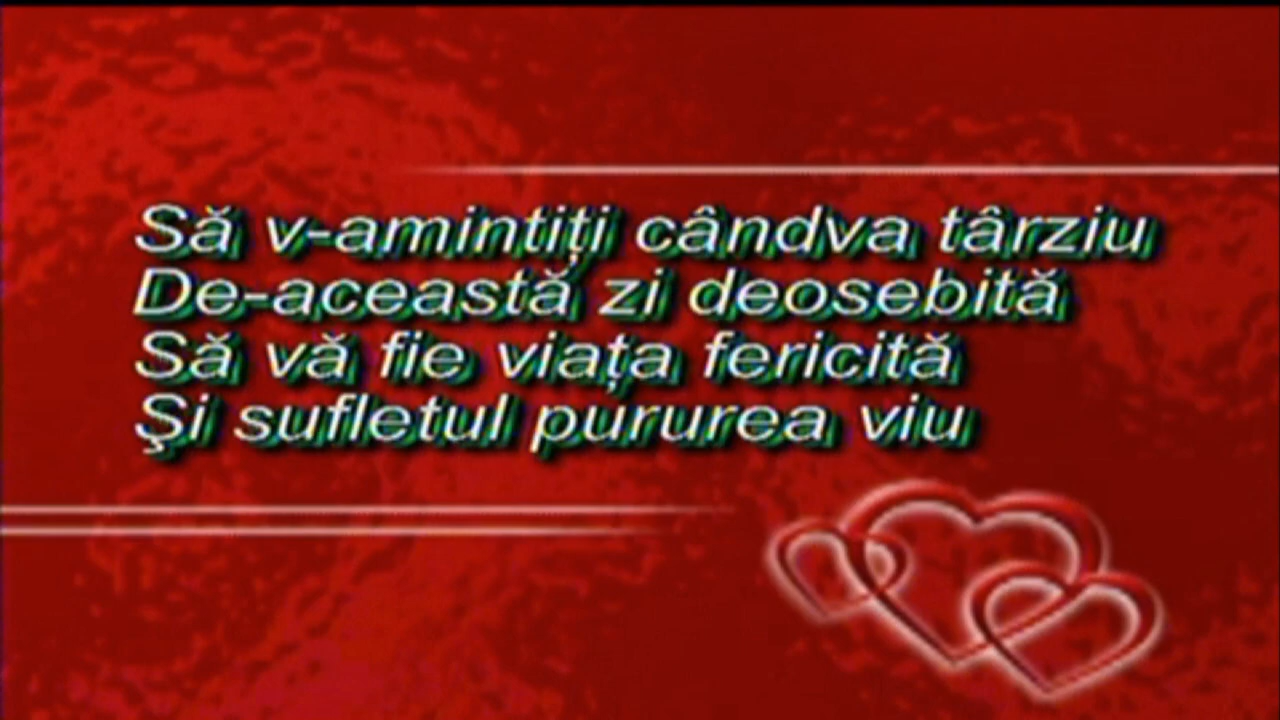 Să v-amintiți cândva târziu
De-această zi deosebită
Să vă fie viața fericită
Şi sufletul pururea viu